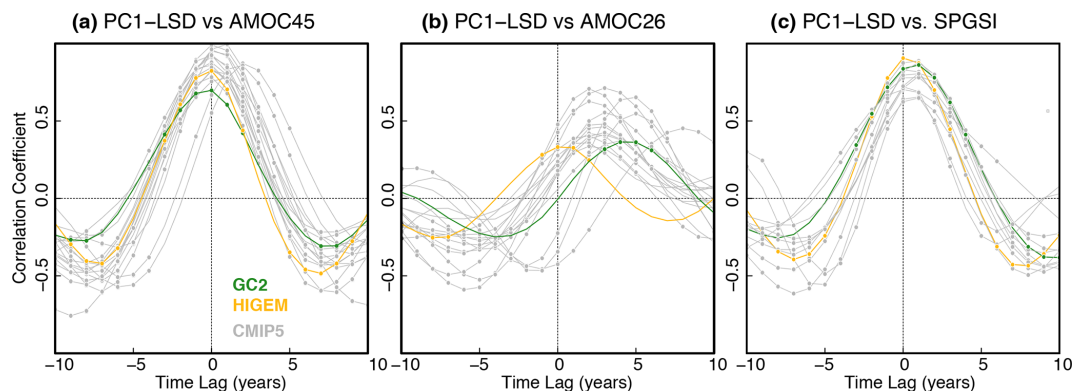 (a) PC1−LSD vs AMOC45
(b) PC1−LSD vs AMOC26
(c) PC1−LSD vs. SPGSI
Correlation Coefficient
0.5
0.0
−0.5
0.5
0.0
−0.5
0.5
0.0
−0.5
GC2
HIGEM
CMIP5
−10
−5
0
5
10
−10
−5
0
5
10
−10
−5
0
5
10
Time Lag (years)
Time Lag (years)
Time Lag (years)